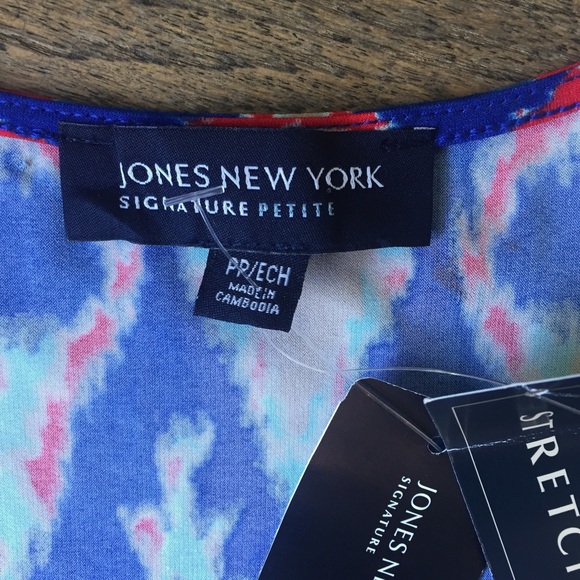 JONES NEW YORK
SIGNATURE PETITE
PP/ECH
MADE IN
CAMBODIA
JONES NE
SIGNATURE
STRETCH